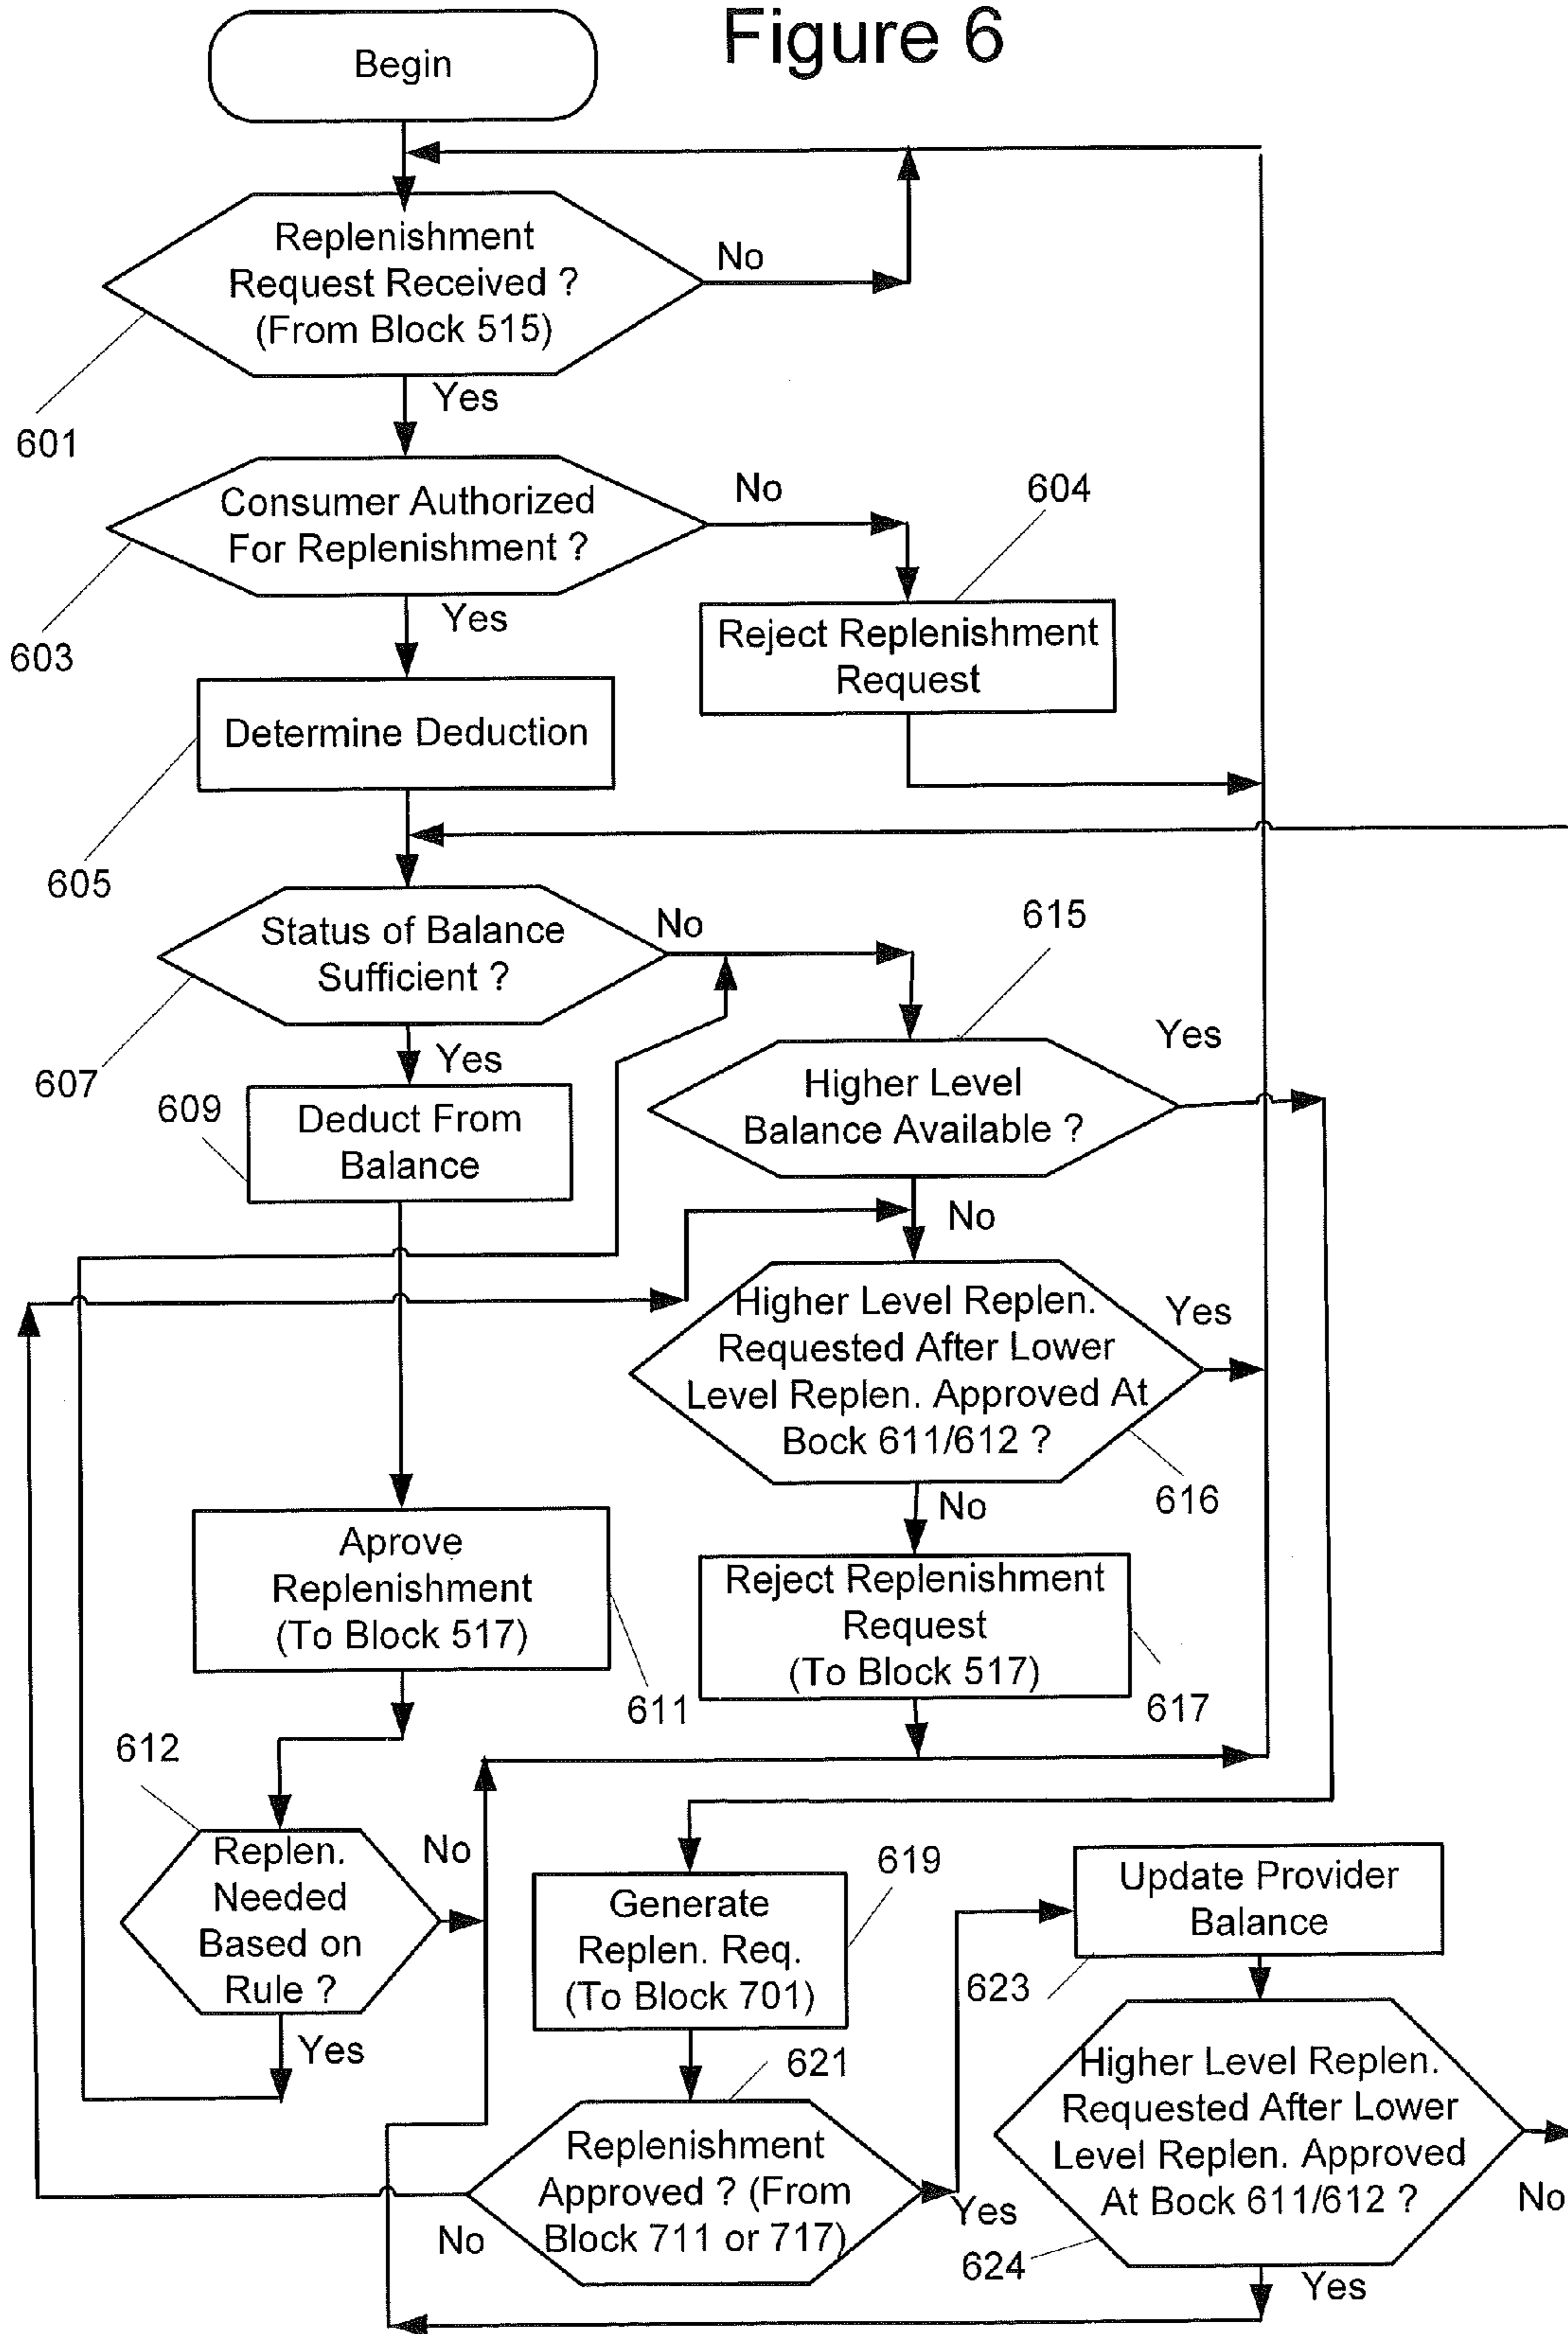 Figure 6
Begin
Replenishment
Request Received ?
(From Block 515)
No
Yes
601
Consumer Authorized
For Replenishment ?
No
604
Yes
603
Reject Replenishment
Request
Determine Deduction
605
Status of Balance
Sufficient ?
No
615
Yes
607
Higher Level
Balance Available ?
Yes
609
Deduct From
Balance
No
Higher Level Replen.
Requested After Lower
Level Replen. Approved At
Bock 611/612 ?
Yes
616
No
Aprove
Replenishment
(To Block 517)
611
Reject Replenishment
Request
(To Block 517)
617
612
Replen.
Needed
Based on
Rule ?
No
Yes
Generate
Replen. Req.
(To Block 701)
619
Update Provider
Balance
623
621
Replenishment
Approved ? (From
Block 711 or 717)
No
Yes
Higher Level Replen.
Requested After Lower
Level Replen. Approved
At Bock 611/612 ?
No
624
Yes